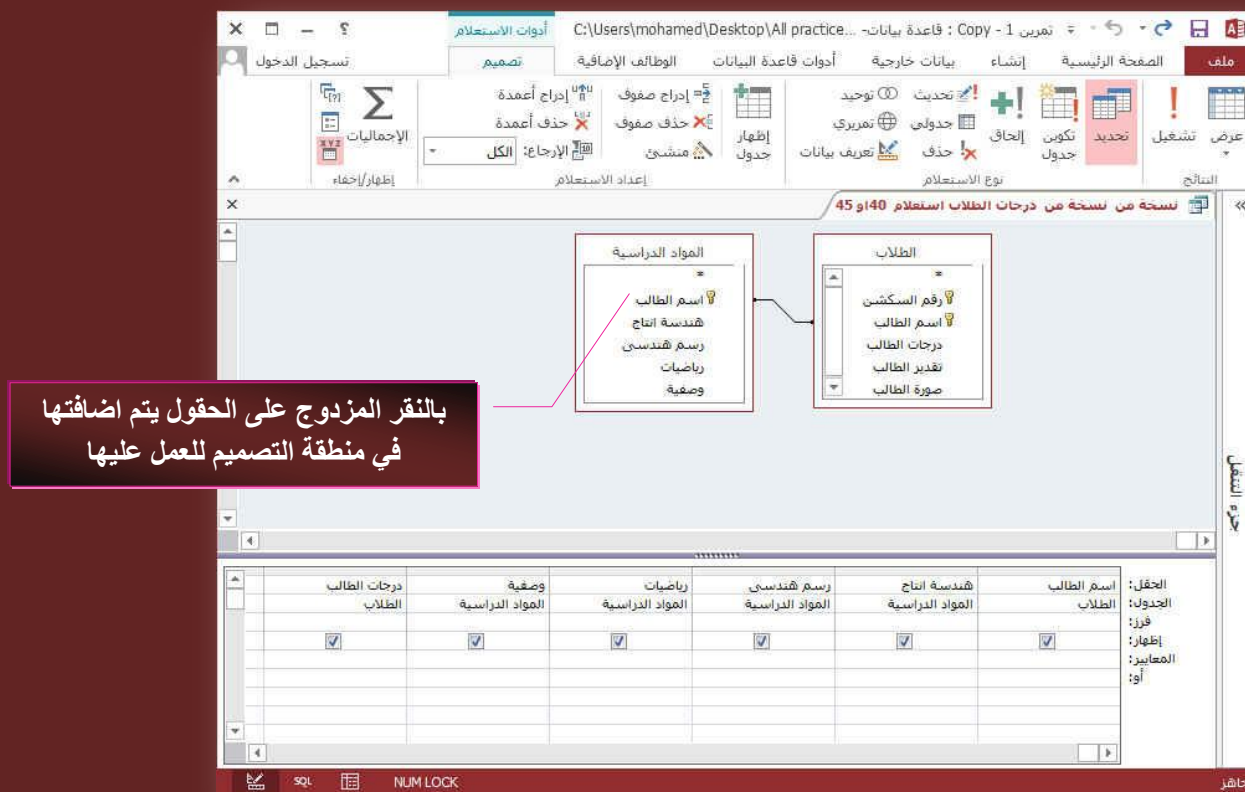 تمرين 1 - Copy : قاعدة بيانات- C:\Users\mohamed\Desktop\All practice...
أدوات الاستعلام
ملف الصفحة الرئيسية إنشاء بيانات خارجية أدوات قاعدة البيانات الوظائف الإضافية تصميم تسجيل الدخول
عرض
تشغيل
تحديد
تكوين جدول
إلحاق
تحديث
توحيد
جدولي
تمريري
حذف
تعريف بيانات
إظهار جدول
إدراج صفوف
إدراج أعمدة
حذف صفوف
حذف أعمدة
منشئ
الإرجاع: الكل
الإجماليات
النتائج
نوع الاستعلام
إعداد الاستعلام
إظهار/إخفاء
نسخة من نسخة من درجات الطلاب استعلام 40او 45
جزء التنقل
الطلاب
*
رقم السكشن
اسم الطالب
درجات الطالب
تقدير الطالب
صورة الطالب
المواد الدراسية
*
اسم الطالب
هندسة انتاج
رسم هندسى
رياضيات
وصفية
بالنقر المزدوج على الحقول يتم اضافتها
في منطقة التصميم للعمل عليها
الحقل: اسم الطالب هندسة انتاج رسم هندسى رياضيات وصفية درجات الطالب
الجدول: الطلاب المواد الدراسية المواد الدراسية المواد الدراسية المواد الدراسية الطلاب
فرز:
إظهار:
المعايير:
أو:
جاهز
NUM LOCK
SQL